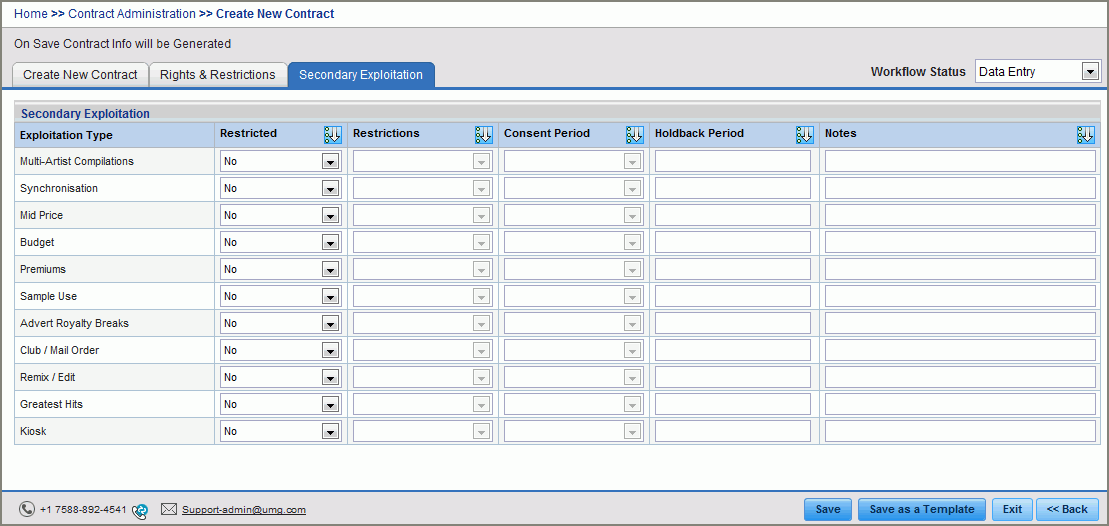 Home >> Contract Administration >> Create New Contract
On Save Contract Info will be Generated
Create New Contract Rights & Restrictions Secondary Exploitation Workflow Status Data Entry
Secondary Exploitation
Exploitation Type Restricted Restrictions Consent Period Holdback Period Notes
Multi-Artist Compilations No
Synchronisation No
Mid Price No
Budget No
Premiums No
Sample Use No
Advert Royalty Breaks No
Club / Mail Order No
Remix / Edit No
Greatest Hits No
Kiosk No
+1 7588-892-4541 Support-admin@umg.com Save Save as a Template Exit << Back